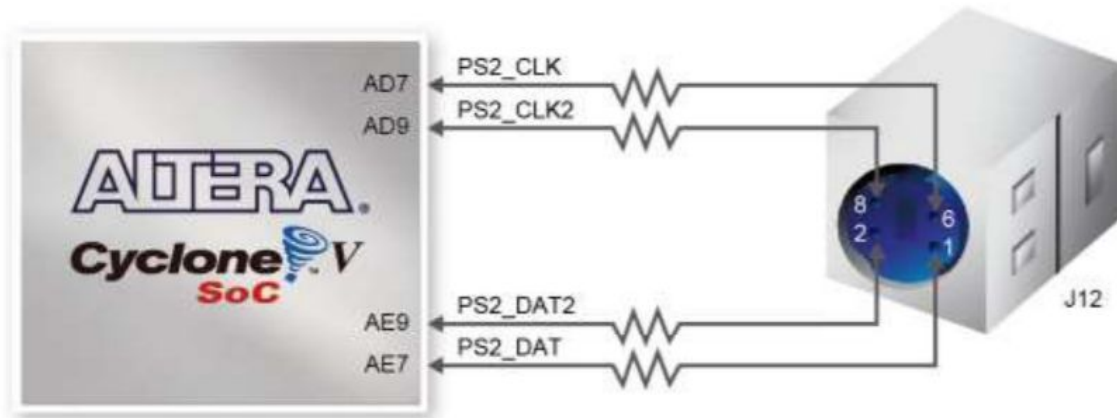 AD7
PS2_CLK
AD9
PS2_CLK2
ALTERA.
Cyclone V
SoC
AE9
PS2_DAT2
AE7
PS2_DAT
8
6
2
1
J12